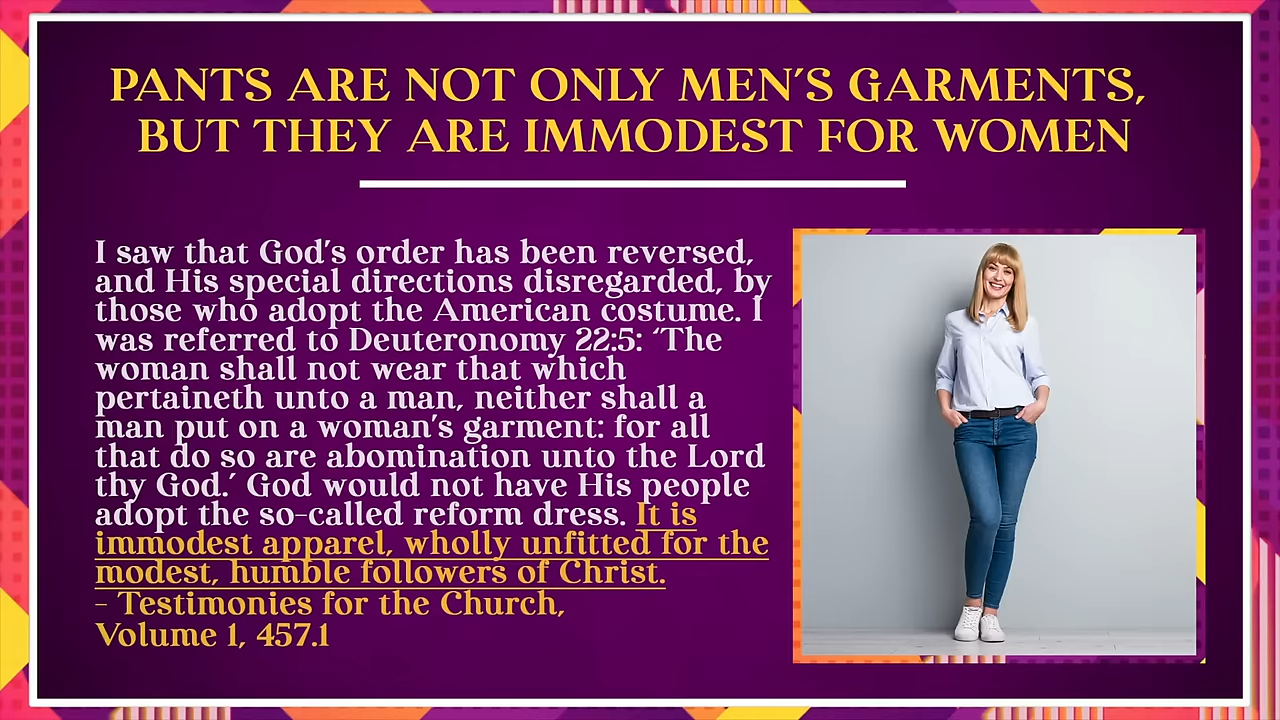 PANTS ARE NOT ONLY MEN'S GARMENTS,
BUT THEY ARE IMMODEST FOR WOMEN
I saw that God's order has been reversed,
and His special directions disregarded, by
those who adopt the American costume. I
was referred to Deuteronomy 22:5: ‘The
woman shall not wear that which
pertaineth unto a man, neither shall a
man put on a woman's garment: for all
that do so are abomination unto the Lord
thy God.’ God would not have His people
adopt the so-called reform dress. It is
immodest apparel, wholly unfitted for the
modest, humble followers of Christ.
- Testimonies for the Church,
Volume 1, 457.1